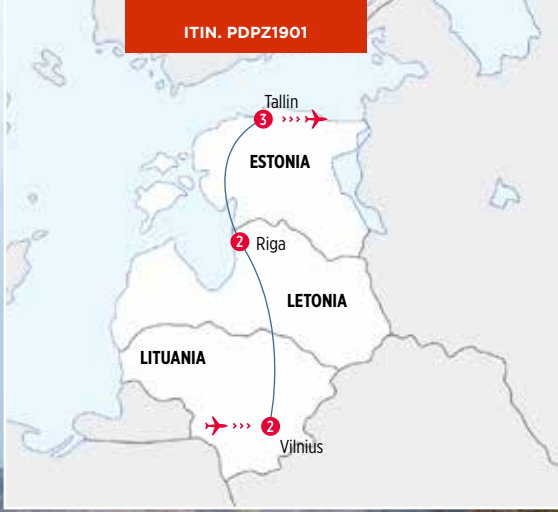 ITIN. PDPZ1901
Tallin
3
ESTONIA
2 Riga
LETONIA
LITUANIA
2
Vilnius